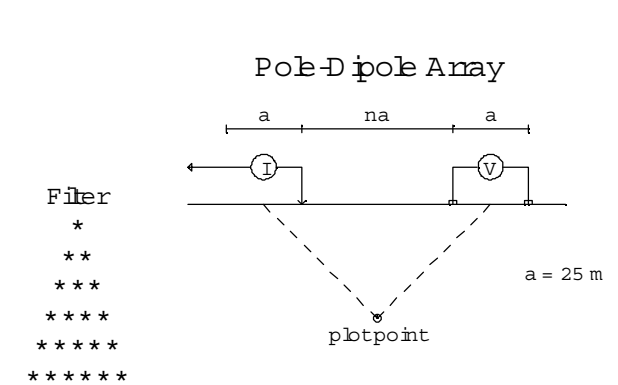 Pole-Dipole Array
a na a
I V
Filter
*
**
***
****
*****
******
a = 25 m
plotpoint